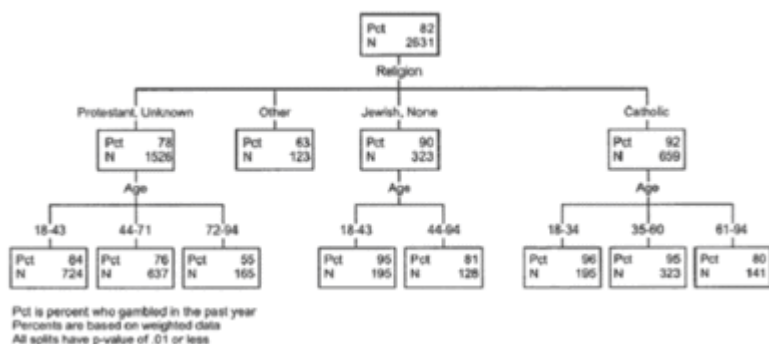 Pct 82
N 2631
Religion
Protestant, Unknown Other Jewish, None Catholic
Pct 78 Pct 63 Pct 90 Pct 92
N 1526 N 123 N 323 N 659
Age Age Age
18-43 44-71 72-94 18-43 44-94 18-34 35-60 61-94
Pct 84 Pct 76 Pct 55 Pct 95 Pct 81 Pct 96 Pct 95 Pct 80
N 724 N 637 N 165 N 195 N 128 N 195 N 323 N 141
Pct is percent who gambled in the past year
Percents are based on weighted data
All splits have p-value of .01 or less